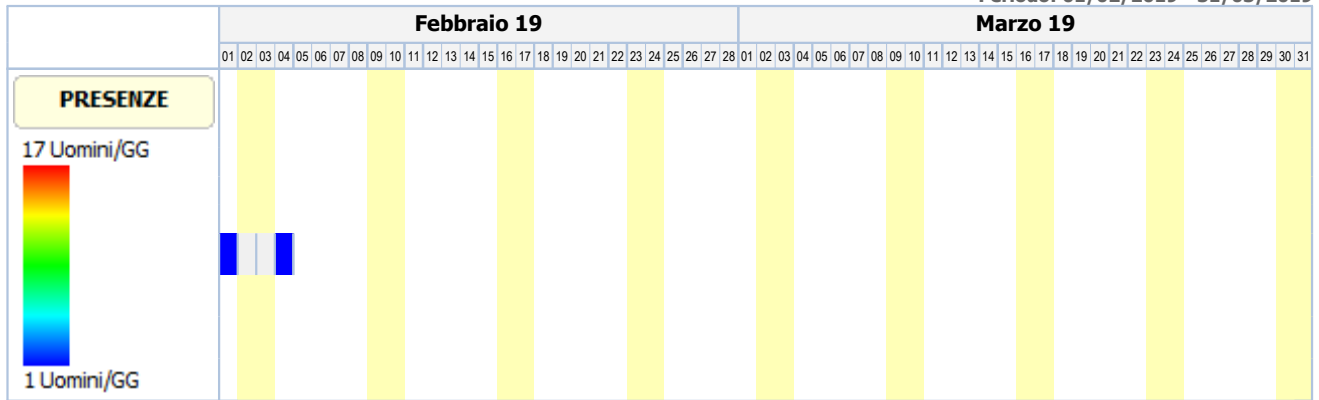 Febbraio 19 Marzo 19
01 02 03 04 05 06 07 08 09 10 11 12 13 14 15 16 17 18 19 20 21 22 23 24 25 26 27 28 01 02 03 04 05 06 07 08 09 10 11 12 13 14 15 16 17 18 19 20 21 22 23 24 25 26 27 28 29 30 31
PRESENZE
17 Uomini/GG
1 Uomini/GG